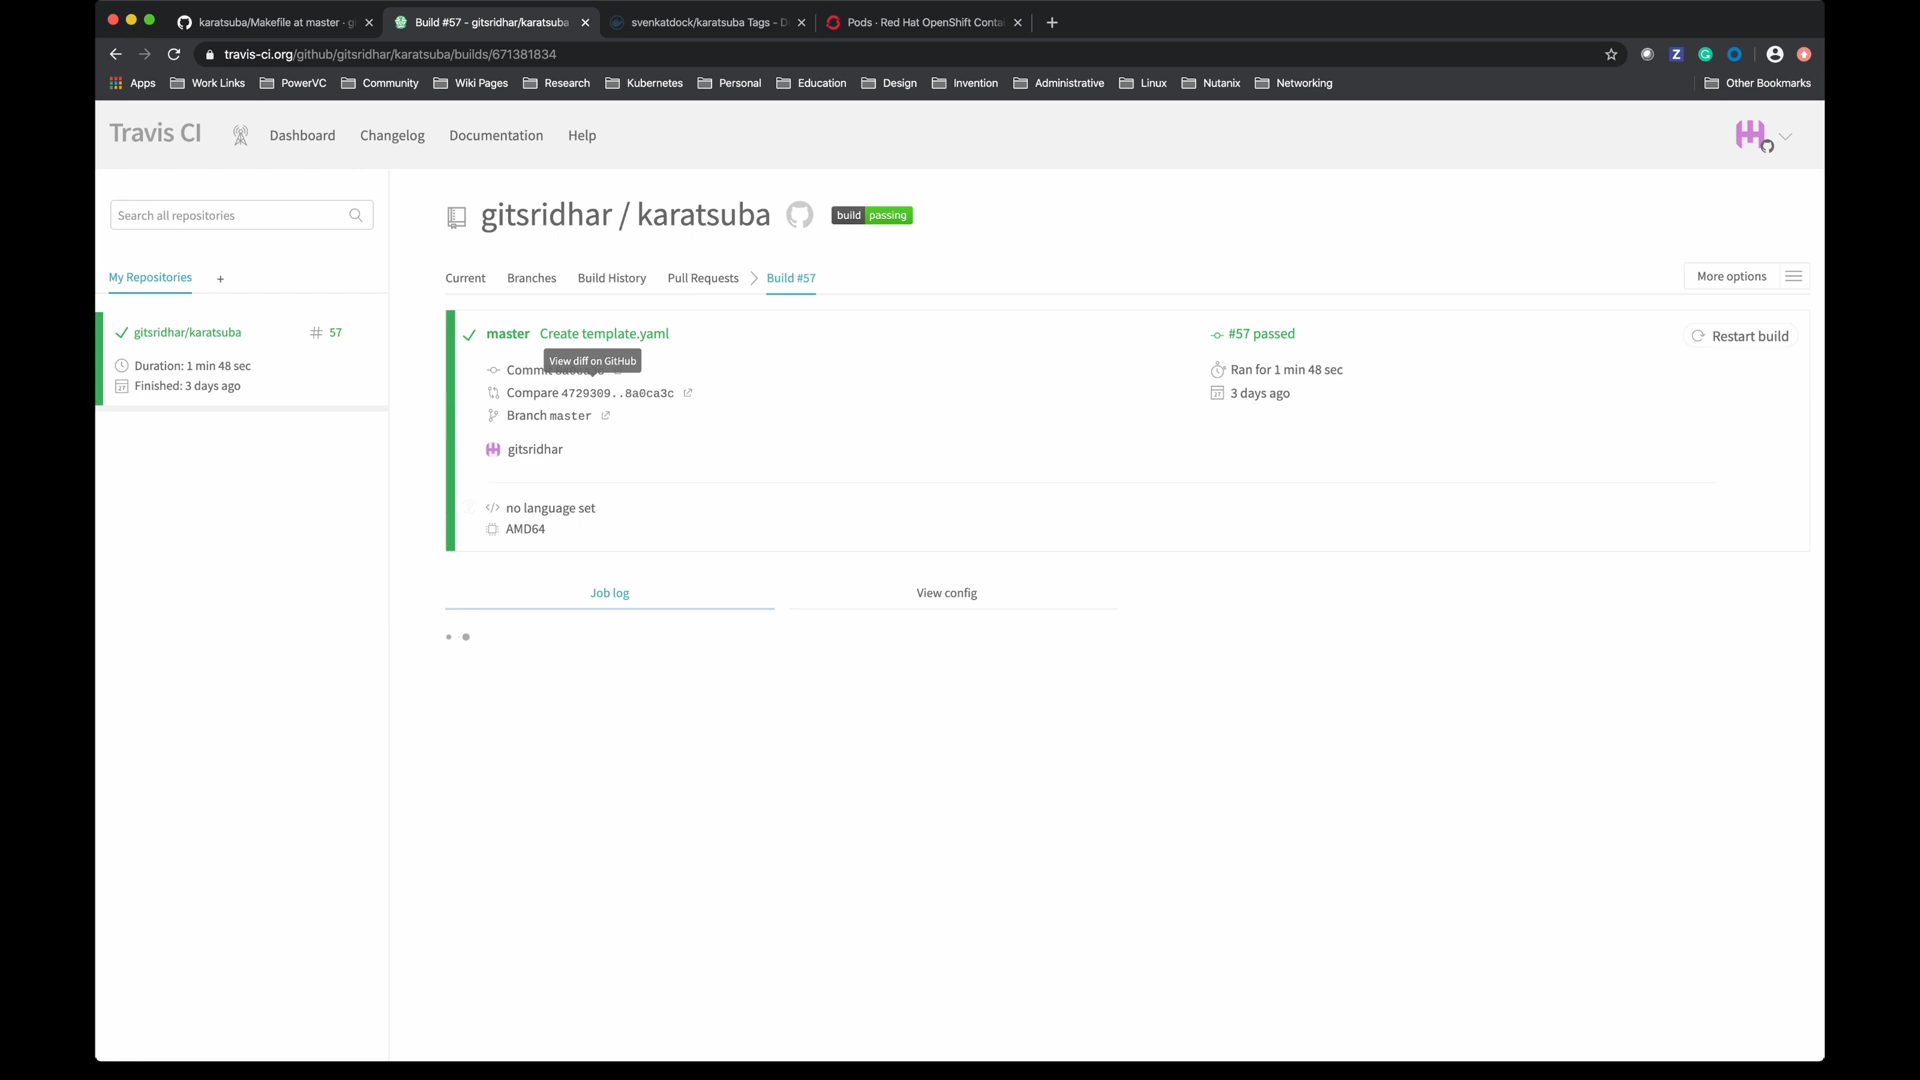 karatsuba/Makefile at master · g
Build #57 - gitsridhar/karatsuba
svenkatdock/karatsuba Tags - D
Pods · Red Hat OpenShift Conta
travis-ci.org/github/gitsridhar/karatsuba/builds/671381834
Apps Work Links PowerVC Community Wiki Pages Research Kubernetes Personal Education Design Invention Administrative Linux Nutanix Networking Other Bookmarks
Travis CI Dashboard Changelog Documentation Help
Search all repositories
gitsridhar / karatsuba build passing
My Repositories +
Current Branches Build History Pull Requests Build #57 More options
gitsridhar/karatsuba # 57
Duration: 1 min 48 sec
Finished: 3 days ago
master Create template.yaml #57 passed Restart build
View diff on GitHub
Commit Ran for 1 min 48 sec
Compare 4729309..8a0ca3c 3 days ago
Branch master
gitsridhar
</> no language set
AMD64
Job log View config